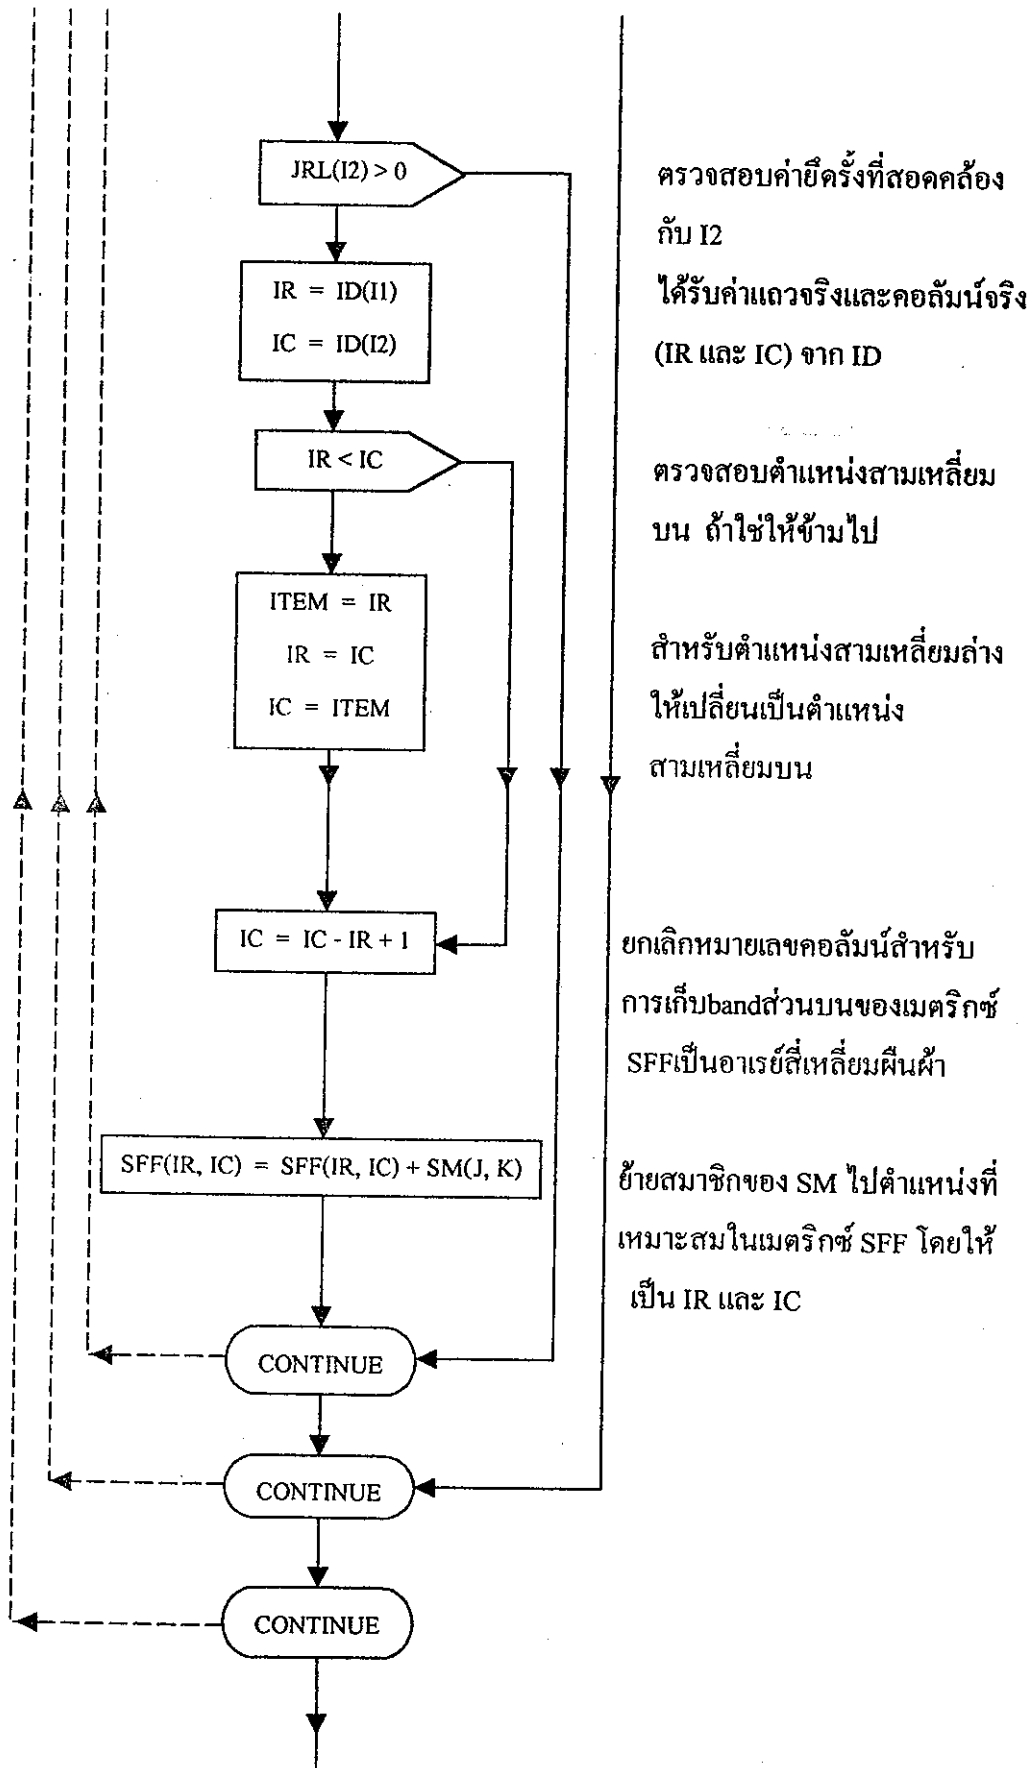 JRL(I2) > 0
ตรวจสอบค่ายึดรั้งที่สอดคล้อง
กับ I2
IR = ID(I1)
IC = ID(I2)
ได้รับค่าแถวจริงและคอลัมน์จริง
(IR และ IC) จาก ID
IR < IC
ตรวจสอบตำแหน่งสามเหลี่ยม
บน ถ้าใช่ให้ข้ามไป
ITEM = IR
IR = IC
IC = ITEM
สำหรับตำแหน่งสามเหลี่ยมล่าง
ให้เปลี่ยนเป็นตำแหน่ง
สามเหลี่ยมบน
IC = IC - IR + 1
ยกเลิกหมายเลขคอลัมน์สำหรับ
การเก็บbandส่วนบนของเมตริกซ์
SFFเป็นอาเรย์สี่เหลี่ยมผืนผ้า
SFF(IR, IC) = SFF(IR, IC) + SM(J, K)
ย้ายสมาชิกของ SM ไปตำแหน่งที่
เหมาะสมในเมตริกซ์ SFF โดยให้
เป็น IR และ IC
CONTINUE
CONTINUE
CONTINUE